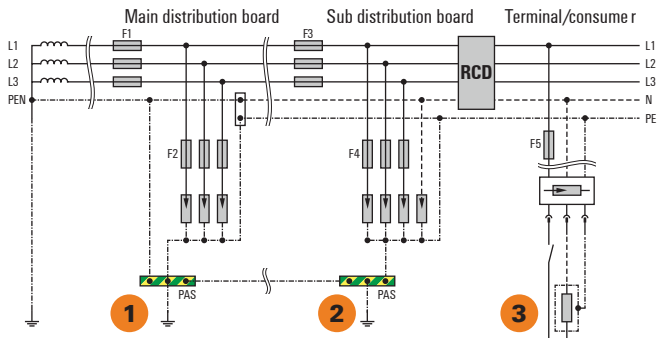 Main distribution board Sub distribution board Terminal/consumer
F1 F3
L1 L1
L2 RCD L2
L3 L3
PEN N
PE
F2 F4 F5
PAS PAS
1 2 3